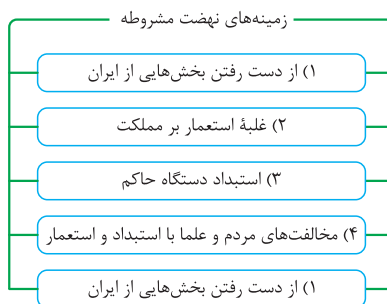 زمینه‌های نهضت مشروطه
۱) از دست رفتن بخش‌هایی از ایران
۲) غلبهٔ استعمار بر مملکت
۳) استبداد دستگاه حاکم
۴) مخالفت‌های مردم و علما با استبداد و استعمار
۱) از دست رفتن بخش‌هایی از ایران